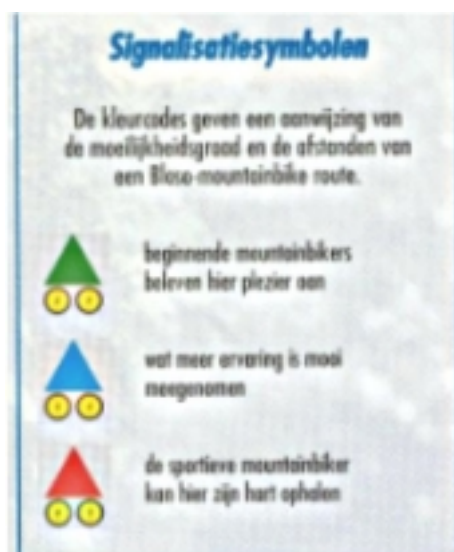 Signalisatiesymbolen
De kleurcodes geven een aanwijzing van
de moeilijkheidsgraad en de afstanden van
een Bloso-mountainbike route.
beginnende mountainbikers
beleven hier plezier aan
wat meer ervaring is mooi
meegenomen
de sportieve mountainbiker
kan hier zijn hart ophalen